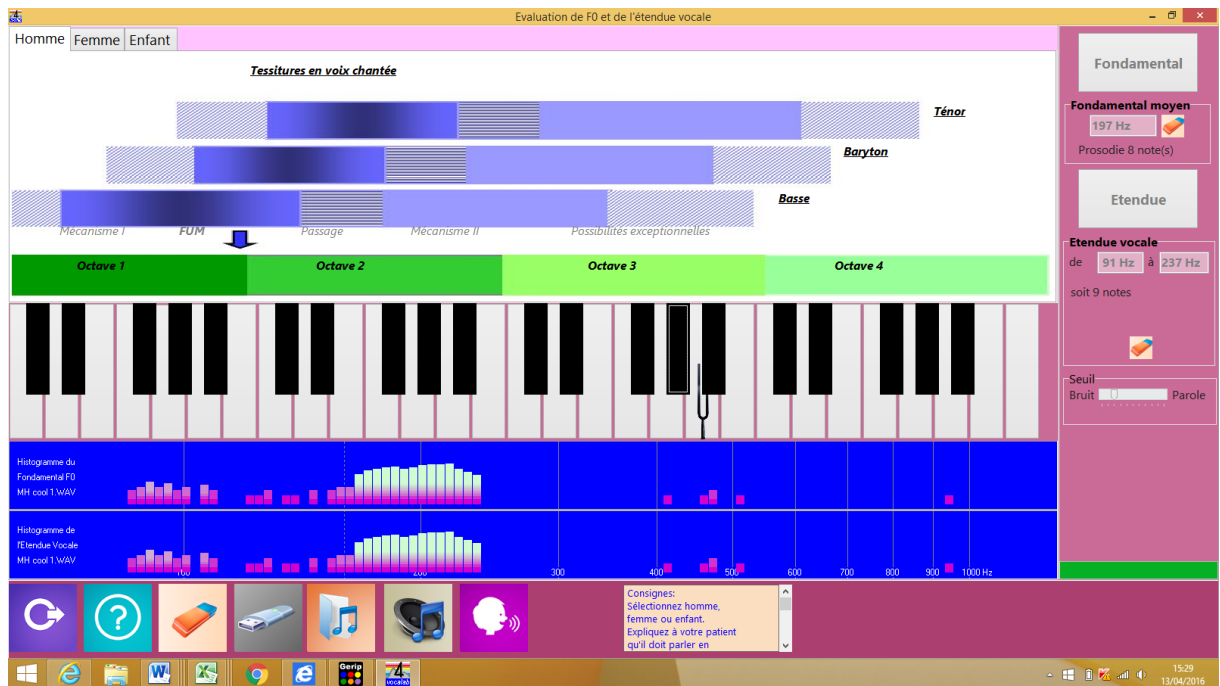 Evaluation de F0 et de l'étendue vocale
Homme Femme Enfant
Tessitures en voix chantée
Ténor
Baryton
Basse
Mécanisme I FUM Passage Mécanisme II Possibilités exceptionnelles
Octave 1 Octave 2 Octave 3 Octave 4
Fondamental
Fondamental moyen
197 Hz
Prosodie 8 note(s)
Etendue
Etendue vocale
de 91 Hz à 237 Hz
soit 9 notes
Seuil
Bruit Parole
Histogramme du
Fondamental F0
MH cool 1.WAV
Histogramme de
l'Etendue Vocale
MH cool 1.WAV
100 200 300 400 500 600 700 800 900 1000 Hz
Consignes:
Sélectionnez homme,
femme ou enfant.
Expliquez à votre patient
qu'il doit parler en
Gerip
4
vocalab
15:29
13/04/2016